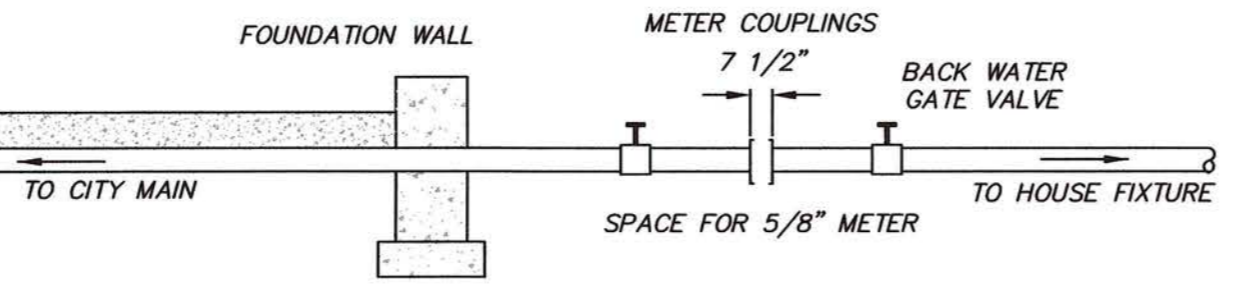 FOUNDATION WALL
METER COUPLINGS
7 1/2"
BACK WATER
GATE VALVE
TO CITY MAIN
TO HOUSE FIXTURE
SPACE FOR 5/8" METER